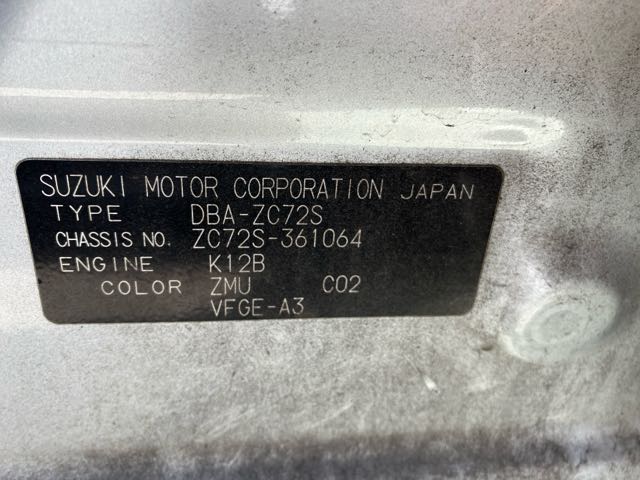 SUZUKI MOTOR CORPORATION JAPAN
TYPE DBA-ZC72S
CHASSIS NO. ZC72S-361064
ENGINE K12B
COLOR ZMU C02
VFGE-A3